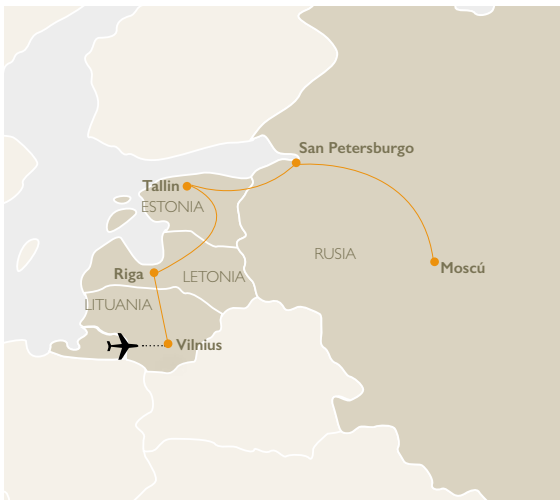 San Petersburgo
Tallin
ESTONIA
RUSIA
Moscú
Riga
LETONIA
LITUANIA
Vilnius